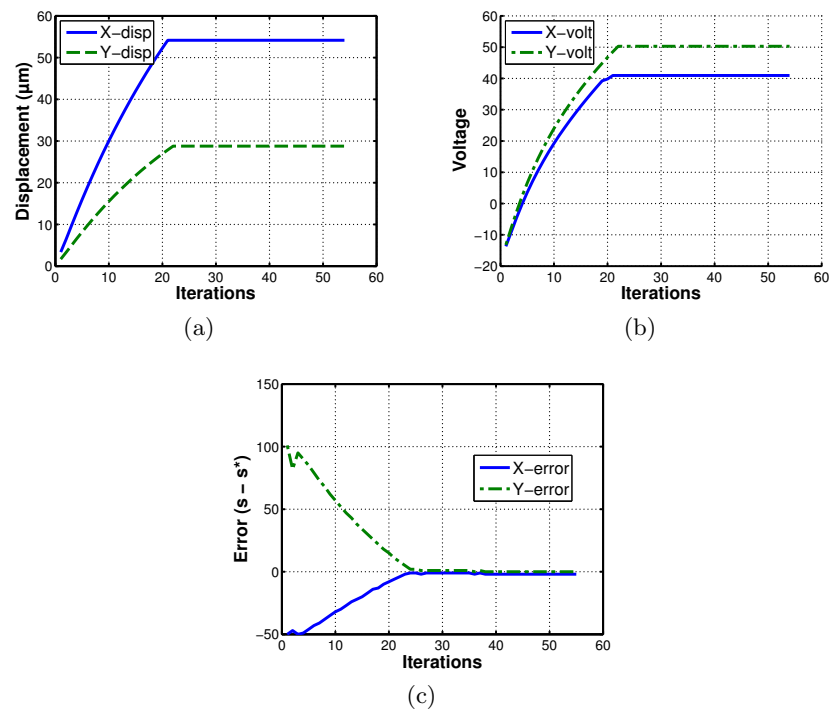 60
50
40
30
20
10
0
0 10 20 30 40 50 60
Displacement (µm)
Iterations
X−disp
Y−disp
(a)
60
50
40
30
20
10
0
−10
−20
0 10 20 30 40 50 60
Voltage
Iterations
X−volt
Y−volt
(b)
150
100
50
0
−50
0 10 20 30 40 50 60
Error (s − s*)
Iterations
X−error
Y−error
(c)